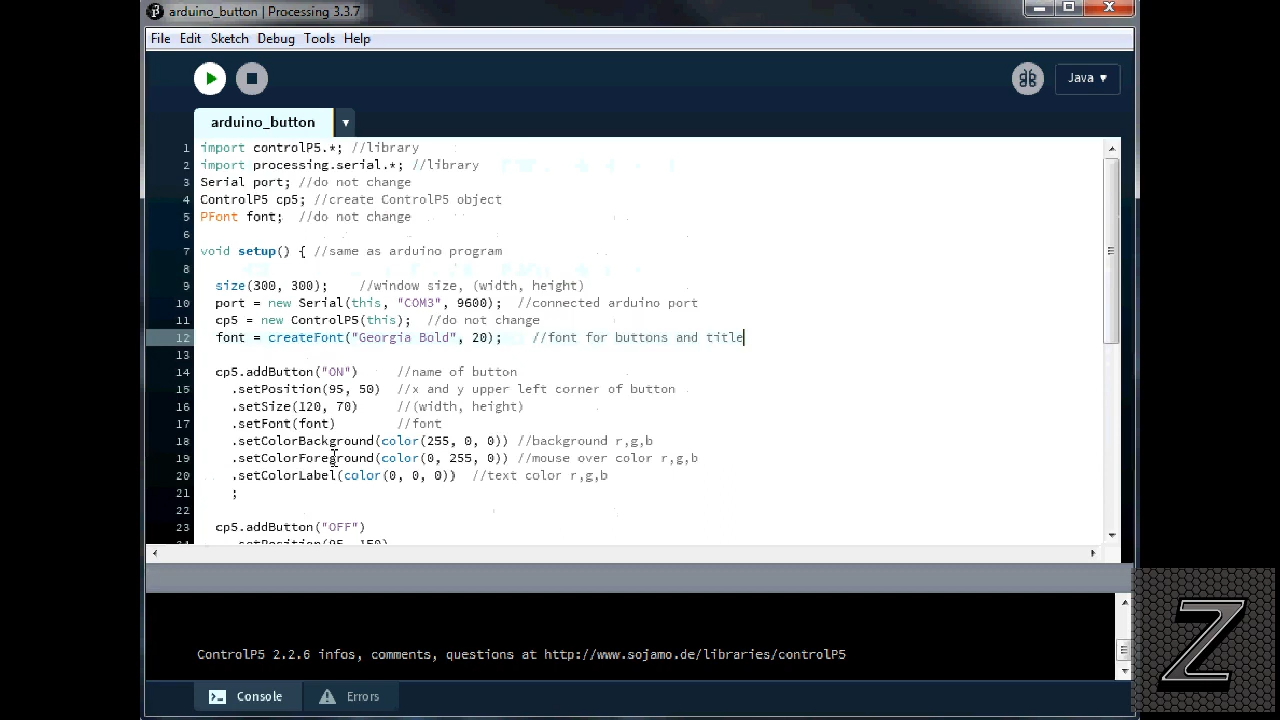 arduino_button | Processing 3.3.7
File Edit Sketch Debug Tools Help
Java ▾
arduino_button ▾
1 import controlP5.*; //library
2 import processing.serial.*; //library
3 Serial port; //do not change
4 ControlP5 cp5; //create ControlP5 object
5 PFont font; //do not change
6
7 void setup() { //same as arduino program
8
9 size(300, 300); //window size, (width, height)
10 port = new Serial(this, "COM3", 9600); //connected arduino port
11 cp5 = new ControlP5(this); //do not change
12 font = createFont("Georgia Bold", 20); //font for buttons and title
13
14 cp5.addButton("ON") //name of button
15 .setPosition(95, 50) //x and y upper left corner of button
16 .setSize(120, 70) //(width, height)
17 .setFont(font) //font
18 .setColorBackground(color(255, 0, 0)) //background r,g,b
19 .setColorForeground(color(0, 255, 0)) //mouse over color r,g,b
20 .setColorLabel(color(0, 0, 0)) //text color r,g,b
21 ;
22
23 cp5.addButton("OFF")
.setPosition(95, 150)
ControlP5 2.2.6 infos, comments, questions at http://www.sojamo.de/libraries/controlP5
Console Errors
Z